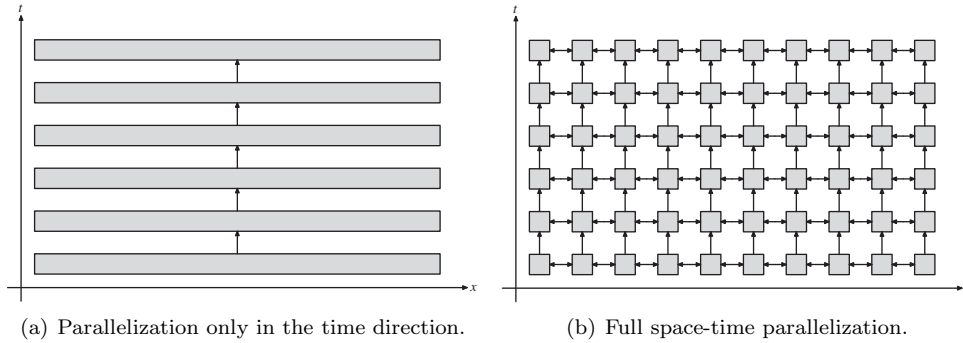 t
x
t
(a) Parallelization only in the time direction.
(b) Full space-time parallelization.